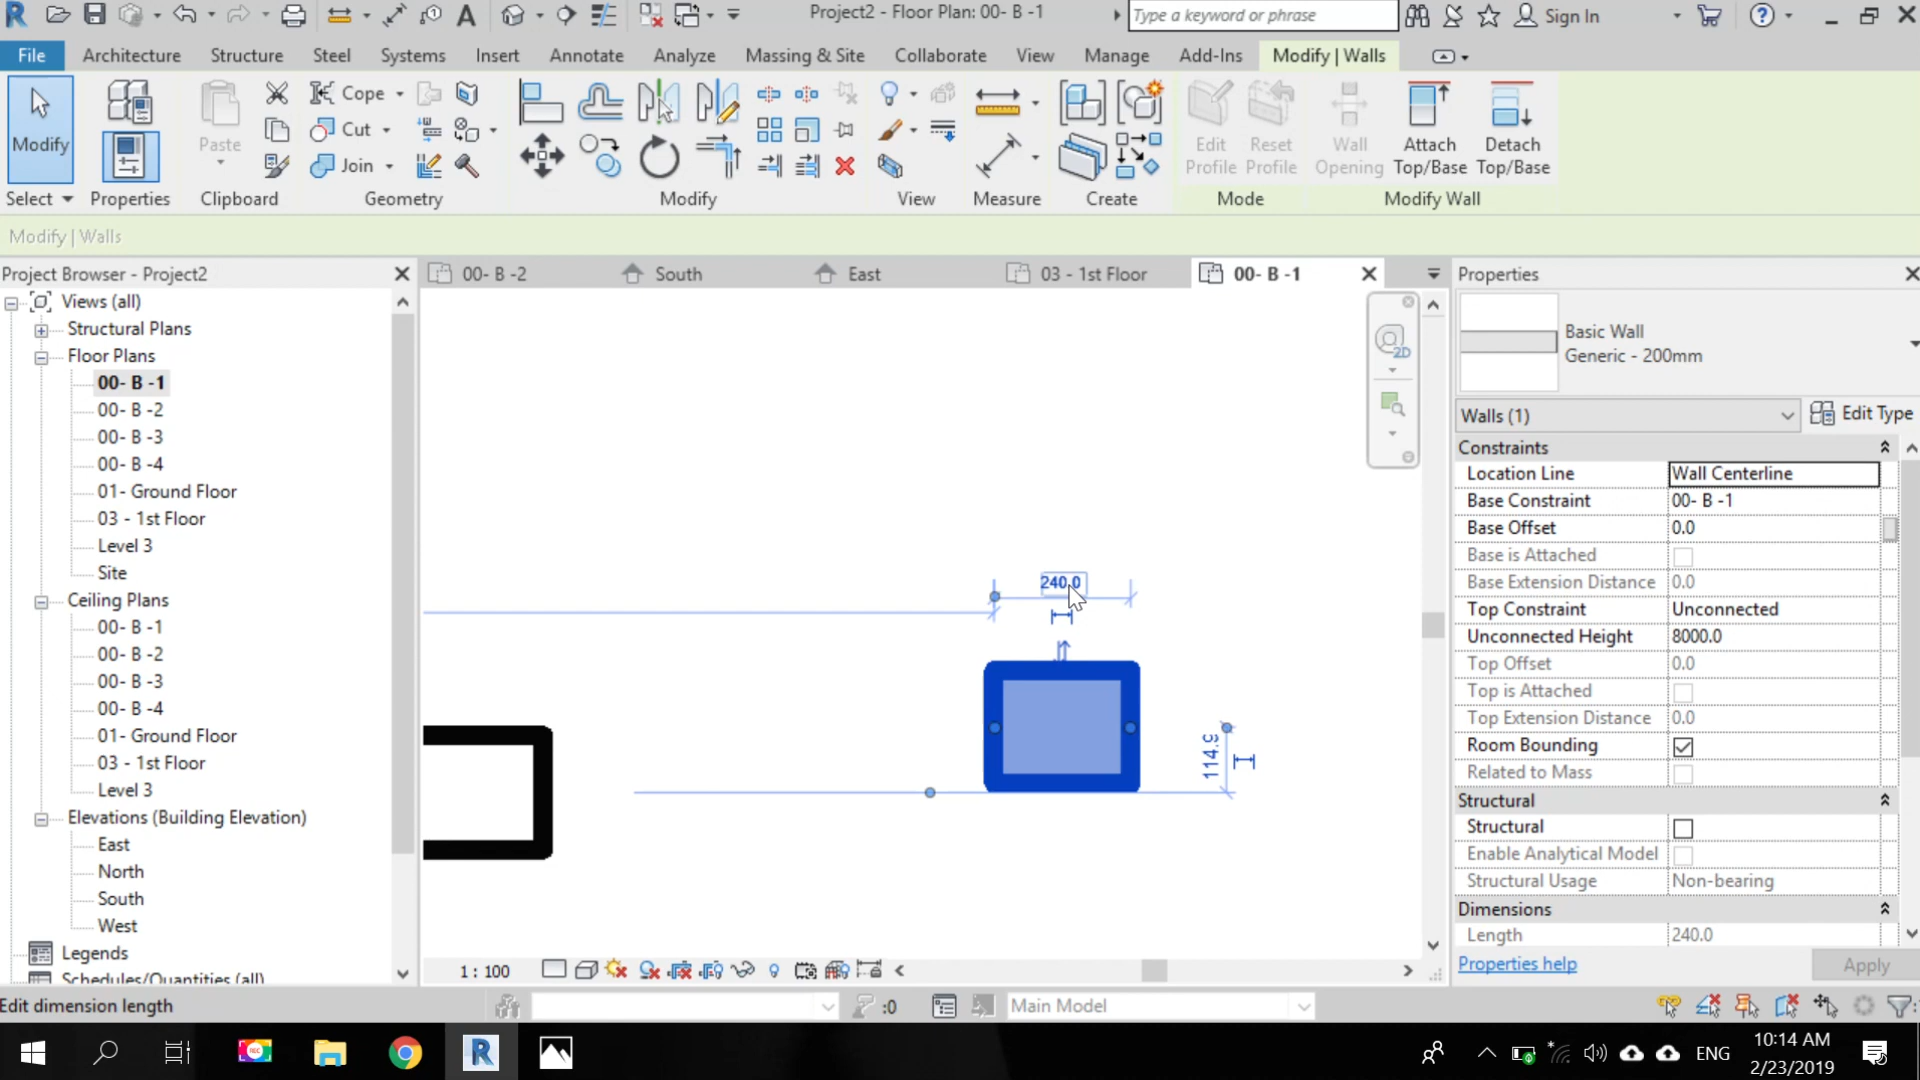 Project2 - Floor Plan: 00- B -1
Type a keyword or phrase
Sign In
File Architecture Structure Steel Systems Insert Annotate Analyze Massing & Site Collaborate View Manage Add-Ins Modify | Walls
Modify
Select
Properties
Paste
Clipboard
Cope
Cut
Join
Geometry
Modify
View
Measure
Create
Edit
Profile
Reset
Profile
Mode
Wall
Opening
Attach
Top/Base
Detach
Top/Base
Modify Wall
Modify | Walls
Project Browser - Project2
Views (all)
Structural Plans
Floor Plans
00- B -1
00- B -2
00- B -3
00- B -4
01- Ground Floor
03 - 1st Floor
Level 3
Site
Ceiling Plans
00- B -1
00- B -2
00- B -3
00- B -4
01- Ground Floor
03 - 1st Floor
Level 3
Elevations (Building Elevation)
East
North
South
West
Legends
Schedules/Quantities (all)
00- B -2
South
East
03 - 1st Floor
00- B -1
2D
240.0
114.9
Properties
Basic Wall
Generic - 200mm
Walls (1)
Edit Type
Constraints
Location Line Wall Centerline
Base Constraint 00- B -1
Base Offset 0.0
Base is Attached
Base Extension Distance 0.0
Top Constraint Unconnected
Unconnected Height 8000.0
Top Offset 0.0
Top is Attached
Top Extension Distance 0.0
Room Bounding
Related to Mass
Structural
Structural
Enable Analytical Model
Structural Usage Non-bearing
Dimensions
Length 240.0
Properties help
Apply
1 : 100
Edit dimension length
:0
Main Model
REC
ENG
10:14 AM
2/23/2019